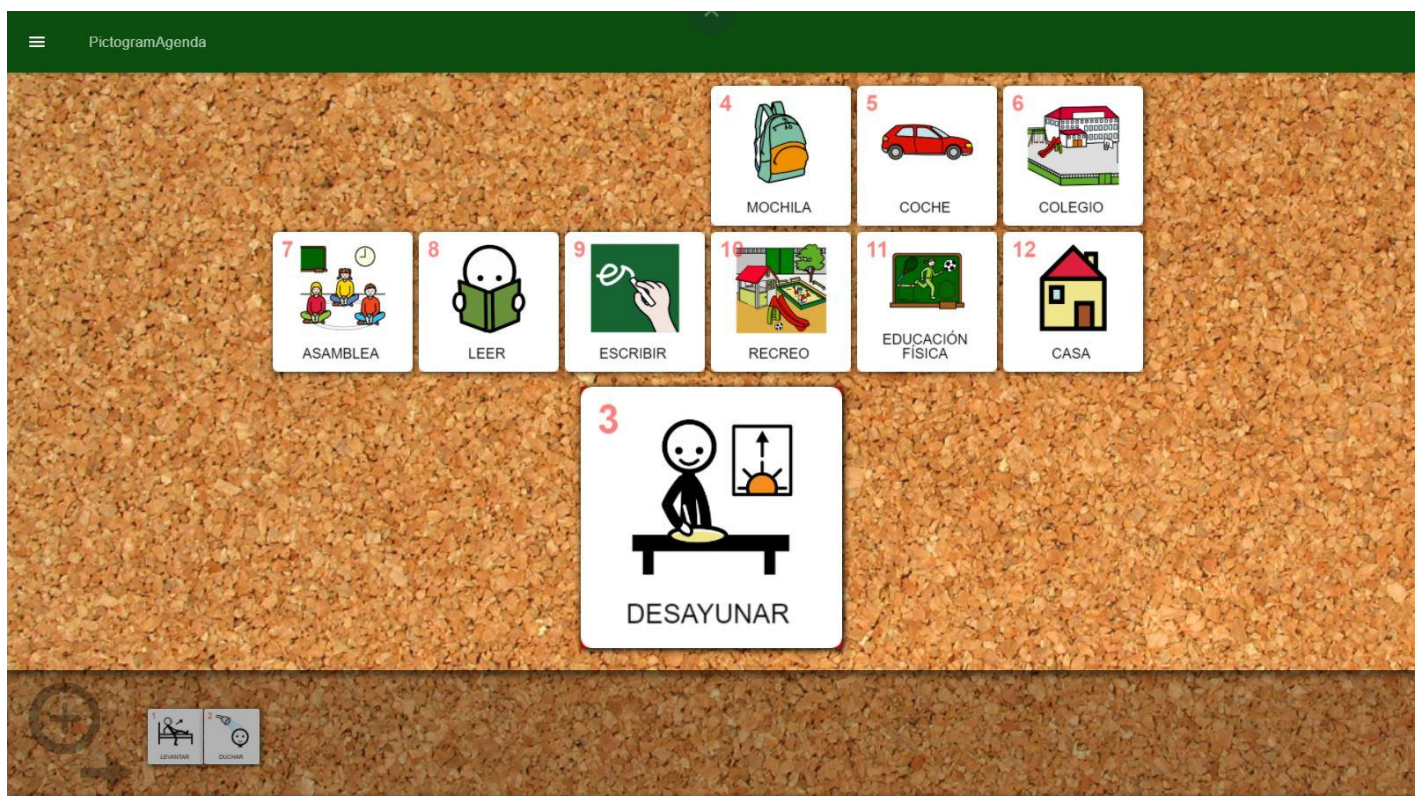 PictogramAgenda
4
MOCHILA
5
COCHE
6
COLEGIO
7
ASAMBLEA
8
LEER
9
ESCRIBIR
10
RECREO
11
EDUCACIÓN
FÍSICA
12
CASA
3
DESAYUNAR
1
LEVANTAR
2
DUCHAR